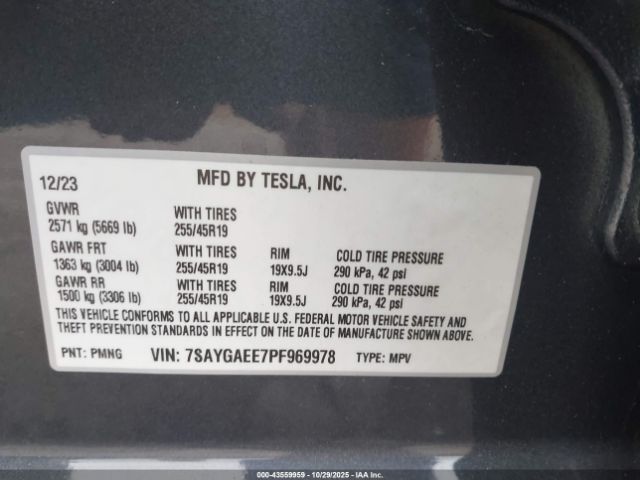 12/23 MFD BY TESLA, INC.
GVWR WITH TIRES
2571 kg (5669 lb) 255/45R19
GAWR FRT WITH TIRES RIM COLD TIRE PRESSURE
1363 kg (3004 lb) 255/45R19 19X9.5J 290 kPa, 42 psi
GAWR RR WITH TIRES RIM COLD TIRE PRESSURE
1500 kg (3306 lb) 255/45R19 19X9.5J 290 kPa, 42 psi
THIS VEHICLE CONFORMS TO ALL APPLICABLE U.S. FEDERAL MOTOR VEHICLE SAFETY AND
THEFT PREVENTION STANDARDS IN EFFECT ON THE DATE OF MANUFACTURE SHOWN ABOVE.
PNT: PMNG VIN: 7SAYGAEE7PF969978 TYPE: MPV
000-43559959 - 10/29/2025 - IAA Inc.